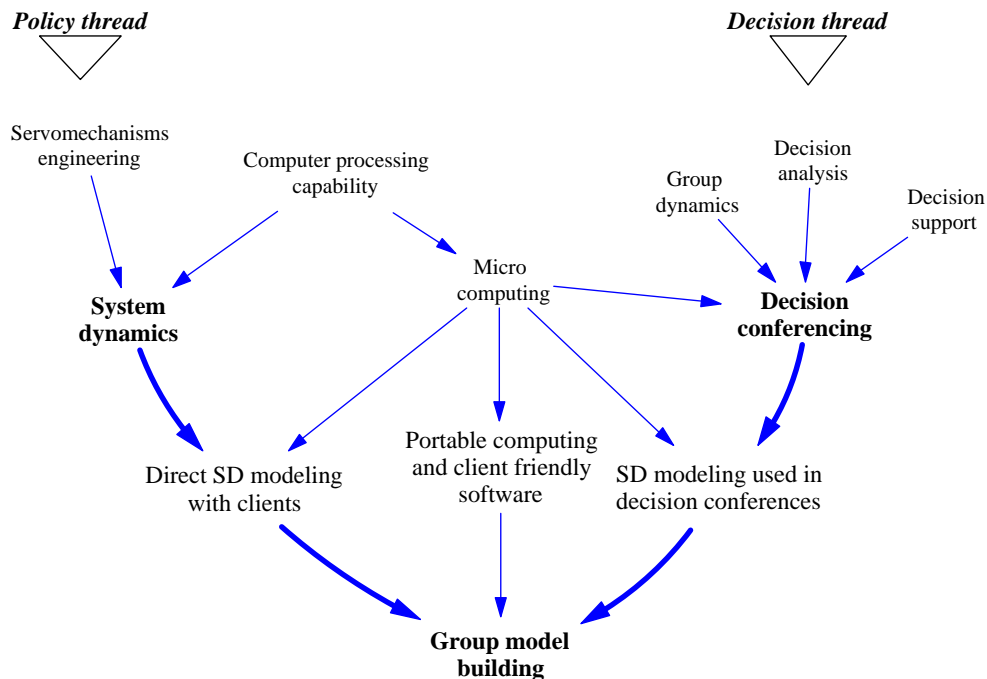 Policy thread
Decision thread
Servomechanisms
engineering
Computer processing
capability
Decision
analysis
Group
dynamics
Decision
support
Micro
computing
System
dynamics
Decision
conferencing
Direct SD modeling
with clients
Portable computing
and client friendly
software
SD modeling used in
decision conferences
Group model
building